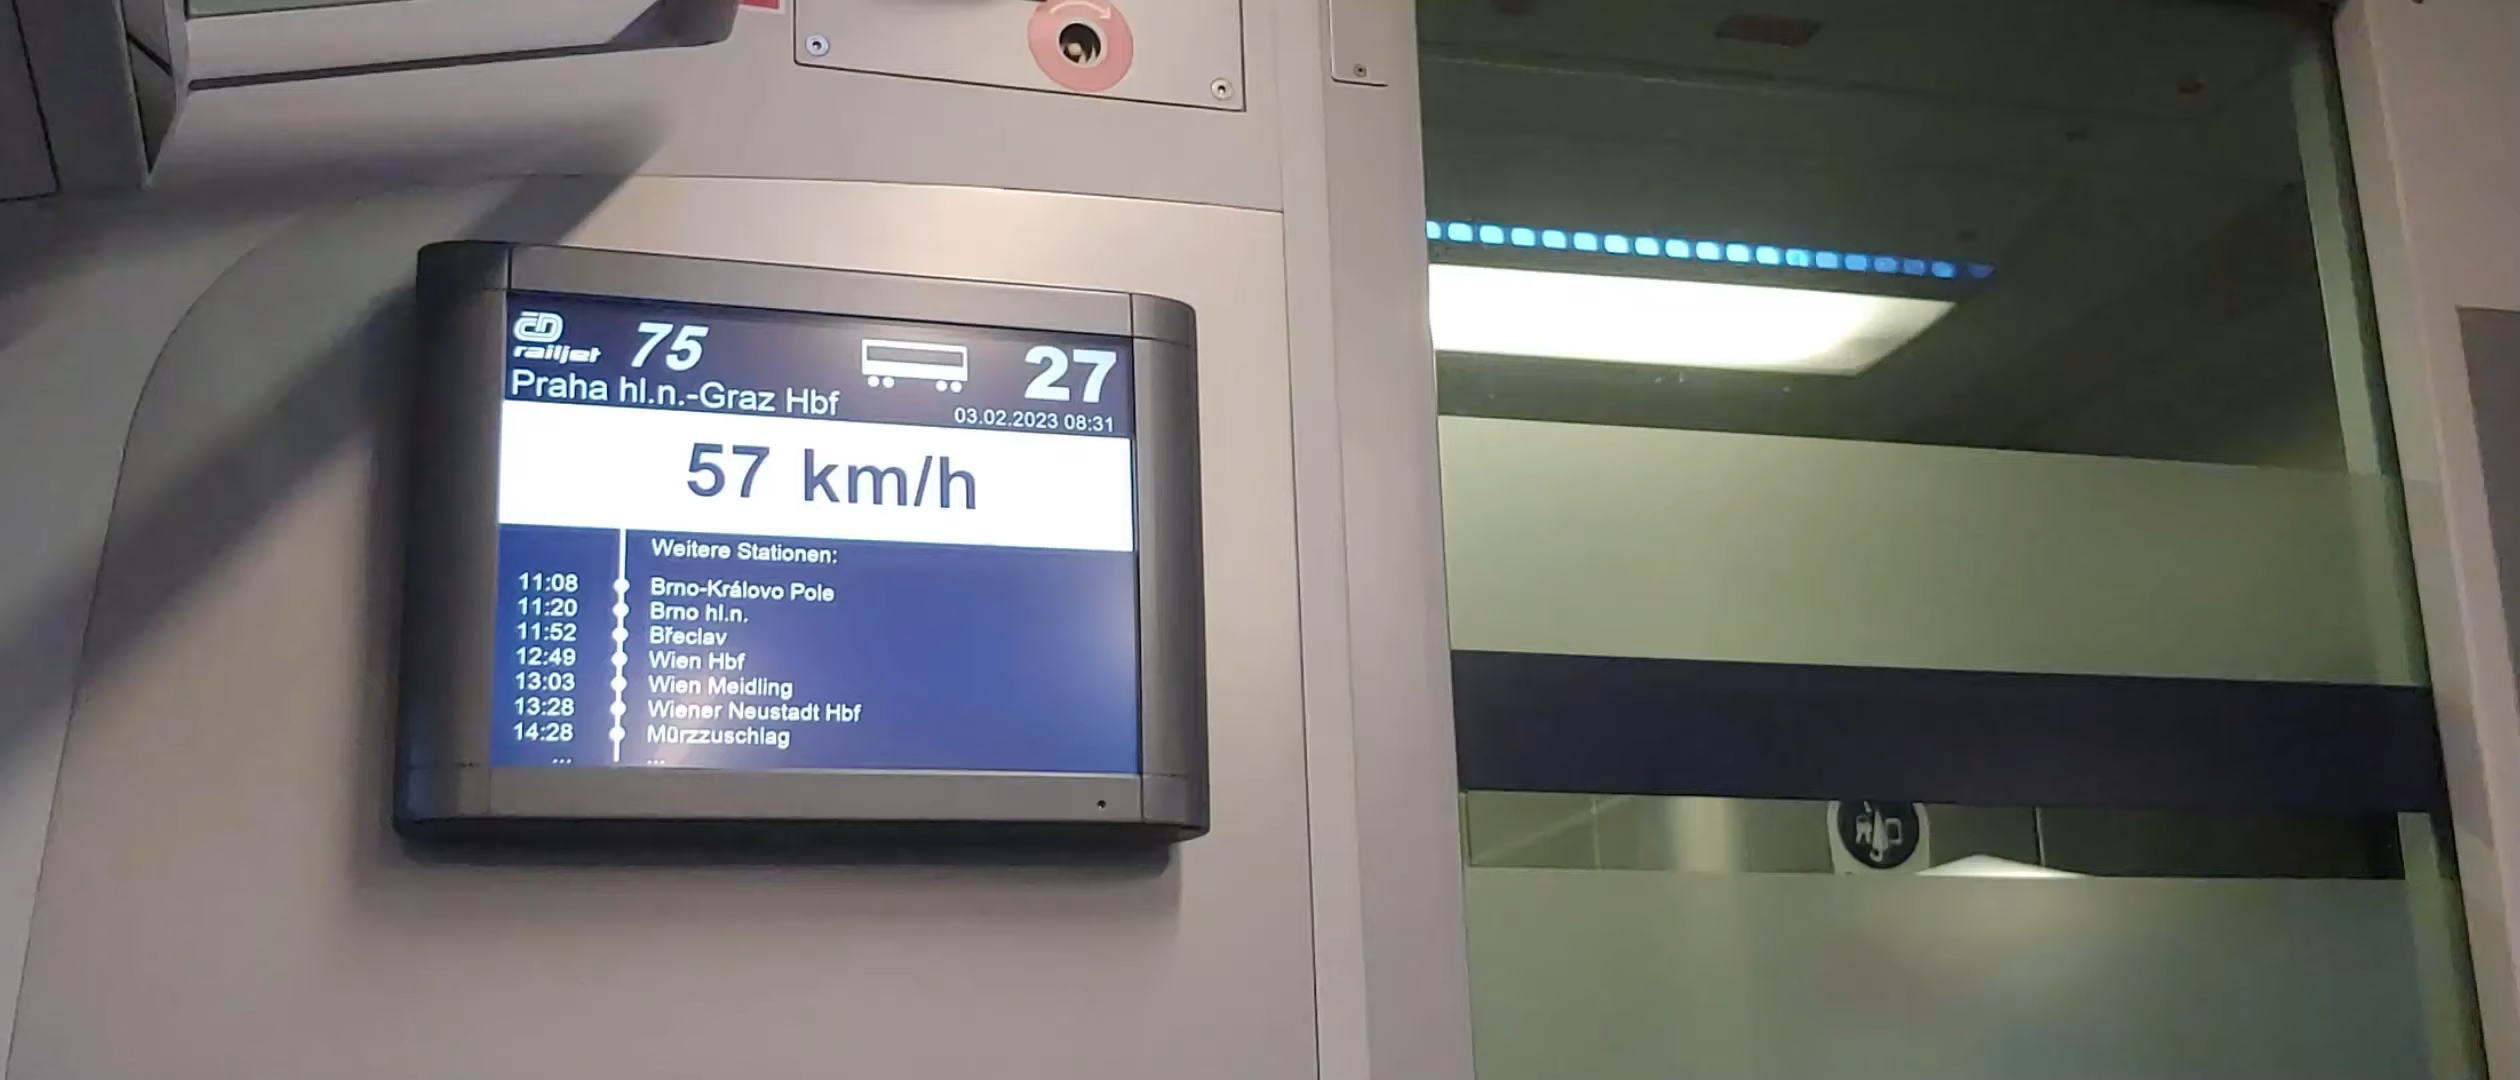 ČD railjet 75 27
Praha hl.n.-Graz Hbf
03.02.2023 08:31
57 km/h
Weitere Stationen:
11:08 Brno-Královo Pole
11:20 Brno hl.n.
11:52 Břeclav
12:49 Wien Hbf
13:03 Wien Meidling
13:28 Wiener Neustadt Hbf
14:28 Mürzzuschlag
... ...